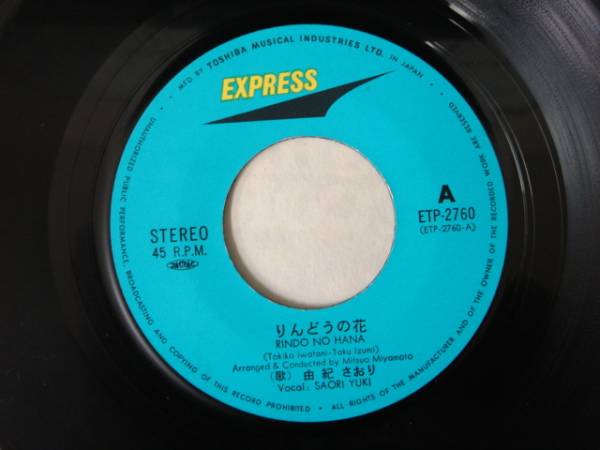 MFD. BY TOSHIBA MUSICAL INDUSTRIES LTD. IN JAPAN
EXPRESS
A
ETP-2760
(ETP-2760-A)
STEREO
45 R.P.M.
りんどうの花
RINDO NO HANA
(Tokiko Iwatani-Taku Izumi)
Arranged & Conducted by Mitsuo Miyamoto
(歌) 由紀さおり
Vocal: SAORI YUKI
UNAUTHORIZED PUBLIC PERFORMANCE, BROADCASTING AND COPYING OF THIS RECORD PROHIBITED • ALL RIGHTS OF THE MANUFACTURER AND OF THE OWNER OF THE RECORDED WORK ARE RESERVED